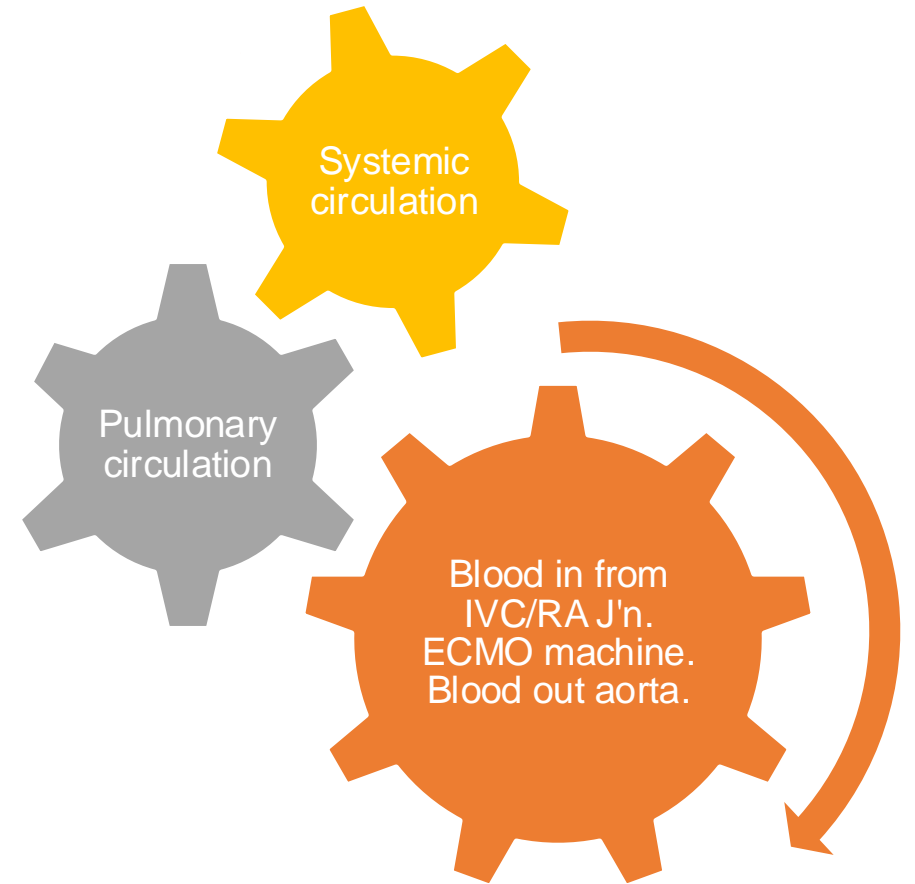 Systemic
circulation
Pulmonary
circulation
Blood in from
IVC/RA J'n.
ECMO machine.
Blood out aorta.